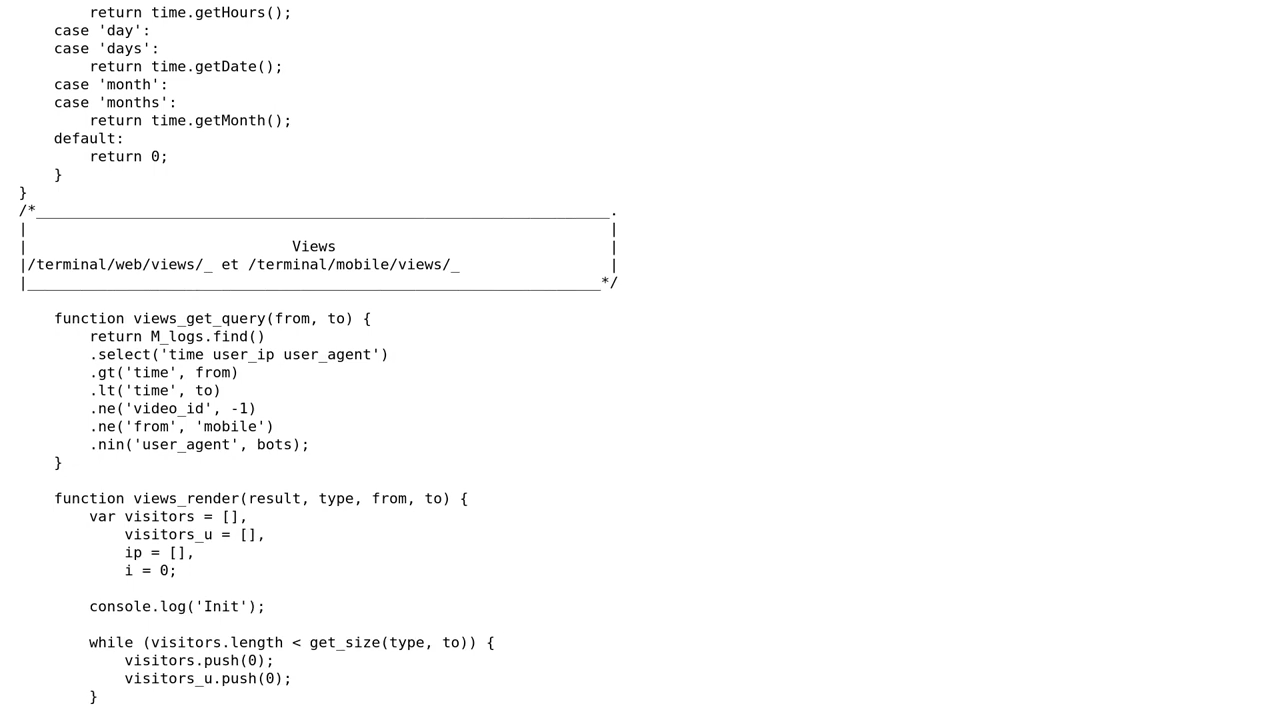 return time.getHours();
    case 'day':
    case 'days':
        return time.getDate();
    case 'month':
    case 'months':
        return time.getMonth();
    default:
        return 0;
    }
}
/*_________________________________________________________________.
|                                                                  |
|                              Views                               |
|/terminal/web/views/_ et /terminal/mobile/views/_                 |
|_________________________________________________________________*/

    function views_get_query(from, to) {
        return M_logs.find()
        .select('time user_ip user_agent')
        .gt('time', from)
        .lt('time', to)
        .ne('video_id', -1)
        .ne('from', 'mobile')
        .nin('user_agent', bots);
    }

    function views_render(result, type, from, to) {
        var visitors = [],
            visitors_u = [],
            ip = [],
            i = 0;

        console.log('Init');

        while (visitors.length < get_size(type, to)) {
            visitors.push(0);
            visitors_u.push(0);
        }